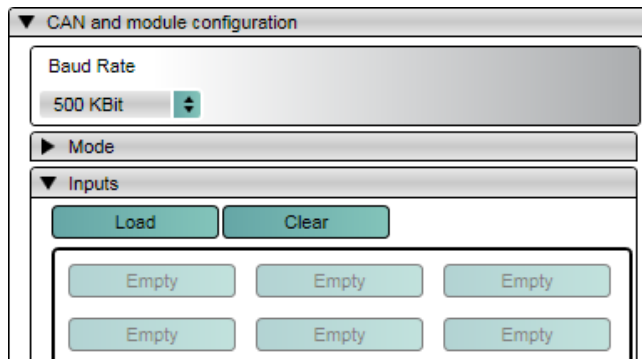 CAN and module configuration
Baud Rate
500 KBit
Mode
Inputs
Load Clear
Empty Empty Empty
Empty Empty Empty